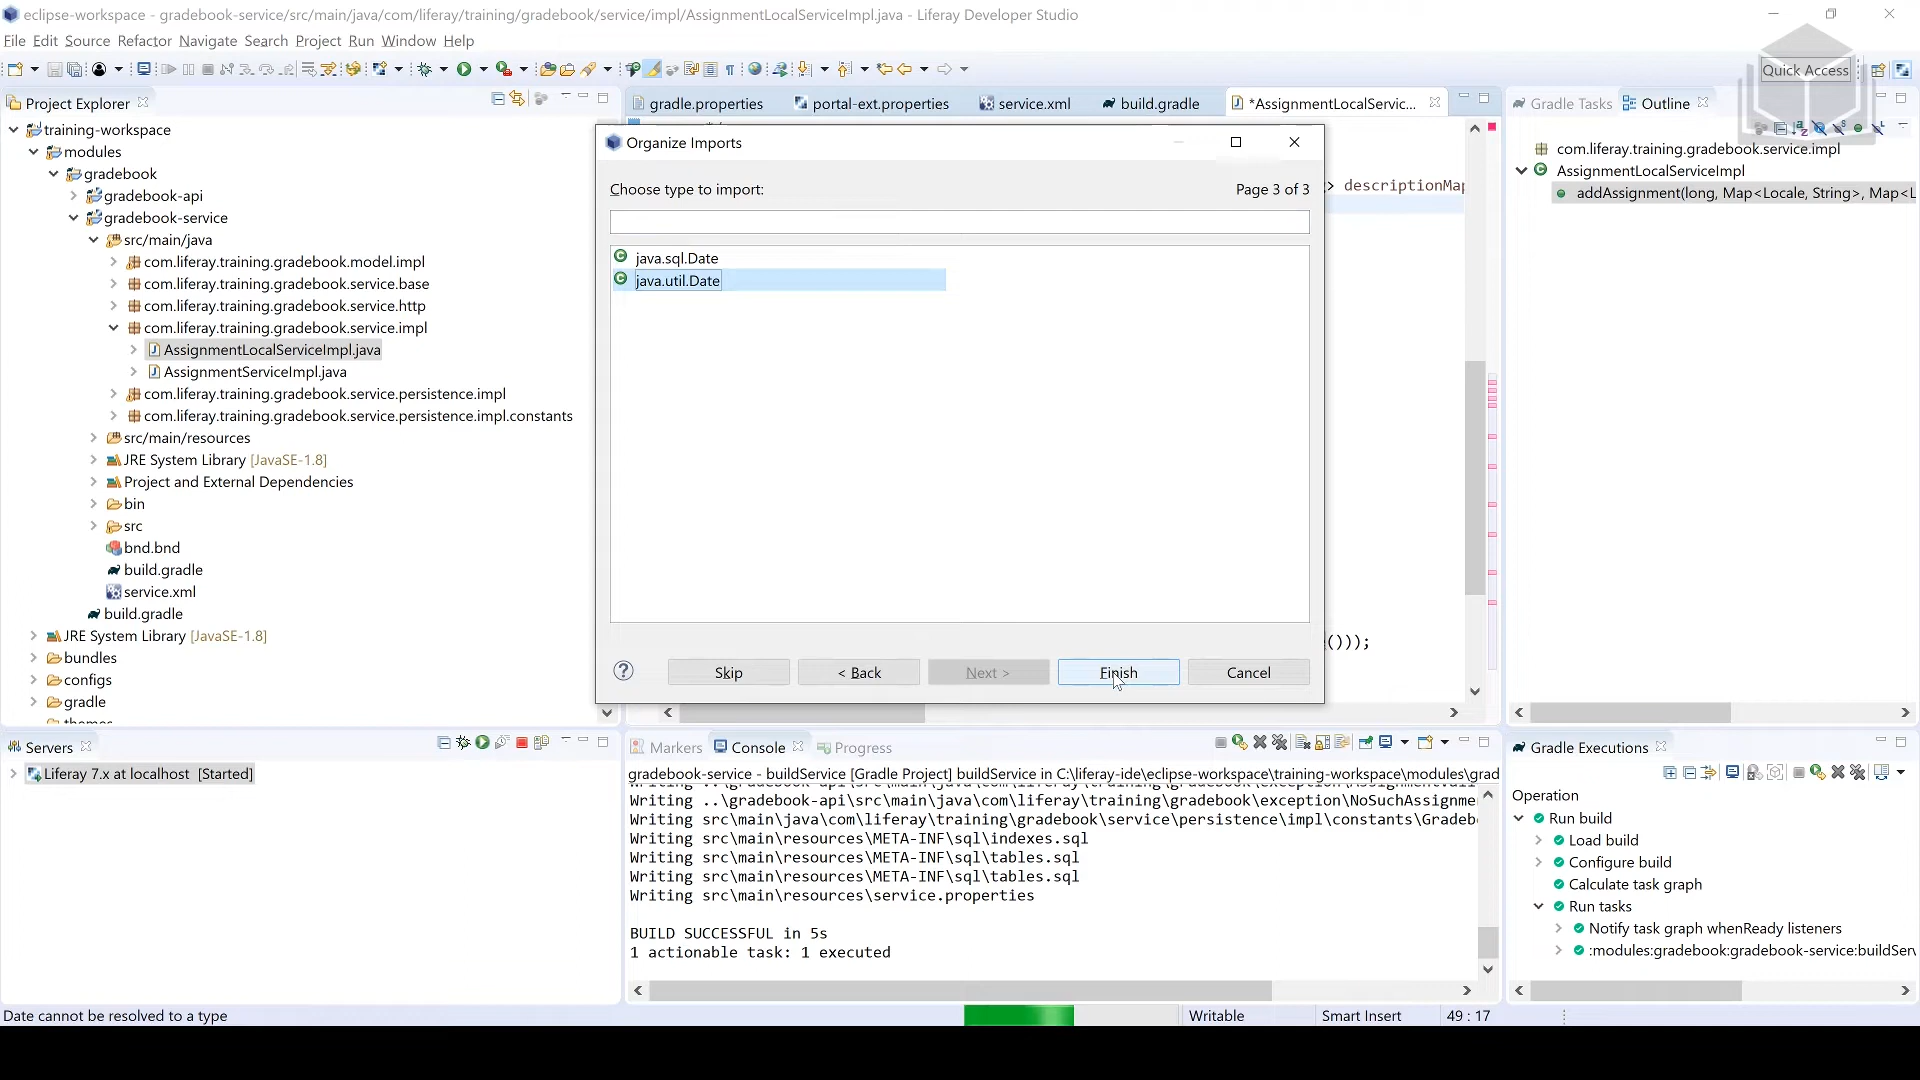 eclipse-workspace - gradebook-service/src/main/java/com/liferay/training/gradebook/service/impl/AssignmentLocalServiceImpl.java - Liferay Developer Studio
File Edit Source Refactor Navigate Search Project Run Window Help
Quick Access
Project Explorer
training-workspace
modules
gradebook
gradebook-api
gradebook-service
src/main/java
com.liferay.training.gradebook.model.impl
com.liferay.training.gradebook.service.base
com.liferay.training.gradebook.service.http
com.liferay.training.gradebook.service.impl
AssignmentLocalServiceImpl.java
AssignmentServiceImpl.java
com.liferay.training.gradebook.service.persistence.impl
com.liferay.training.gradebook.service.persistence.impl.constants
src/main/resources
JRE System Library [JavaSE-1.8]
Project and External Dependencies
bin
src
bnd.bnd
build.gradle
service.xml
build.gradle
JRE System Library [JavaSE-1.8]
bundles
configs
gradle
gradle.properties portal-ext.properties service.xml build.gradle *AssignmentLocalServic...
Organize Imports
Choose type to import: Page 3 of 3
java.sql.Date
java.util.Date
Skip < Back Next > Finish Cancel
> descriptionMap
()));
Gradle Tasks Outline
com.liferay.training.gradebook.service.impl
AssignmentLocalServiceImpl
addAssignment(long, Map<Locale, String>, Map<L
Servers
Liferay 7.x at localhost [Started]
Markers Console Progress
gradebook-service - buildService [Gradle Project] buildService in C:\liferay-ide\eclipse-workspace\training-workspace\modules\grad
Writing ..\gradebook-api\src\main\java\com\liferay\training\gradebook\exception\NoSuchAssignme
Writing src\main\java\com\liferay\training\gradebook\service\persistence\impl\constants\Gradeb
Writing src\main\resources\META-INF\sql\indexes.sql
Writing src\main\resources\META-INF\sql\tables.sql
Writing src\main\resources\META-INF\sql\tables.sql
Writing src\main\resources\service.properties
BUILD SUCCESSFUL in 5s
1 actionable task: 1 executed
Gradle Executions
Operation
Run build
Load build
Configure build
Calculate task graph
Run tasks
Notify task graph whenReady listeners
:modules:gradebook:gradebook-service:buildServ
Date cannot be resolved to a type
Writable Smart Insert 49 : 17